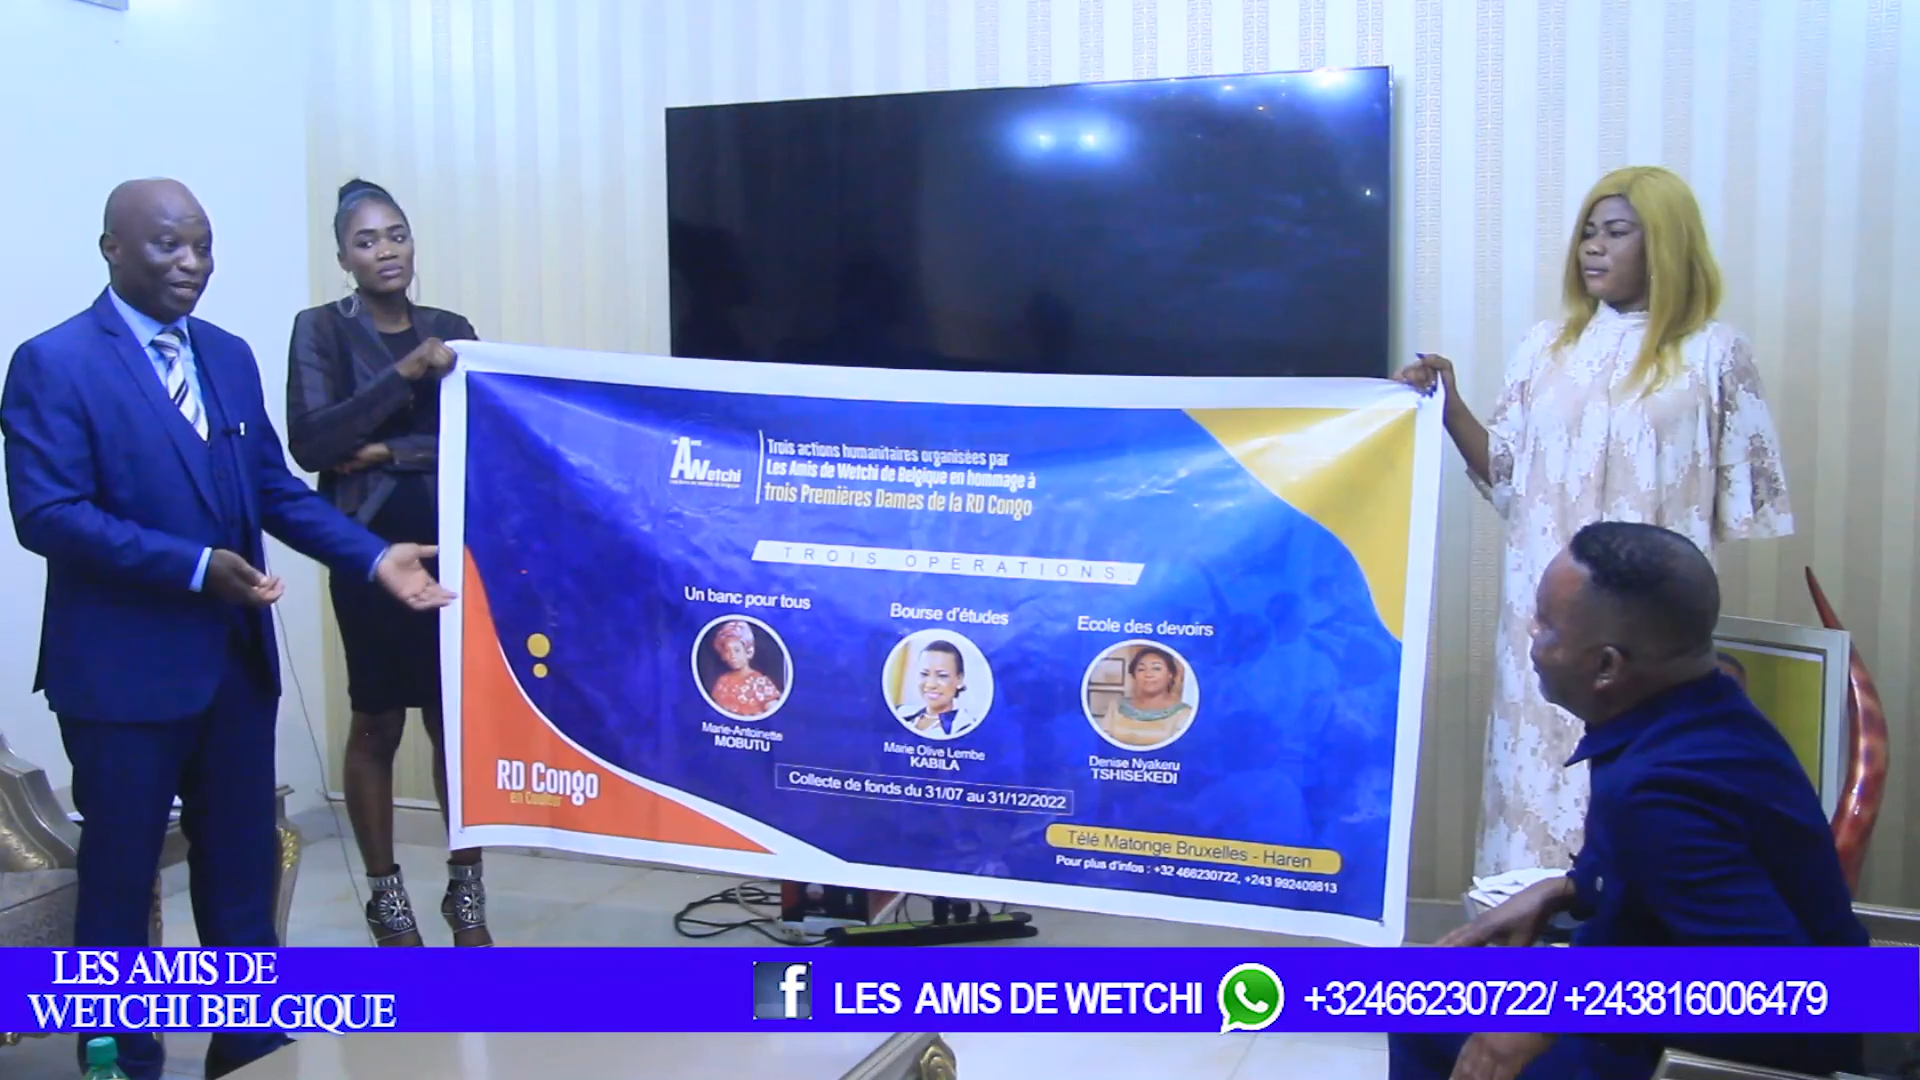 Wetchi
Trois actions humanitaires organisées par
Les Amis de Wetchi de Belgique en hommage à
trois Premières Dames de la RD Congo
TROIS OPERATIONS
Un banc pour tous
Bourse d'études
Ecole des devoirs
Marie-Antoinette
MOBUTU
Marie Olive Lembe
KABILA
Denise Nyakeru
TSHISEKEDI
Collecte de fonds du 31/07 au 31/12/2022
RD Congo
en Couleur
Télé Matonge Bruxelles - Haren
Pour plus d'infos : +32 466230722, +243 992409813
LES AMIS DE
WETCHI BELGIQUE
f LES AMIS DE WETCHI +32466230722/ +243816006479